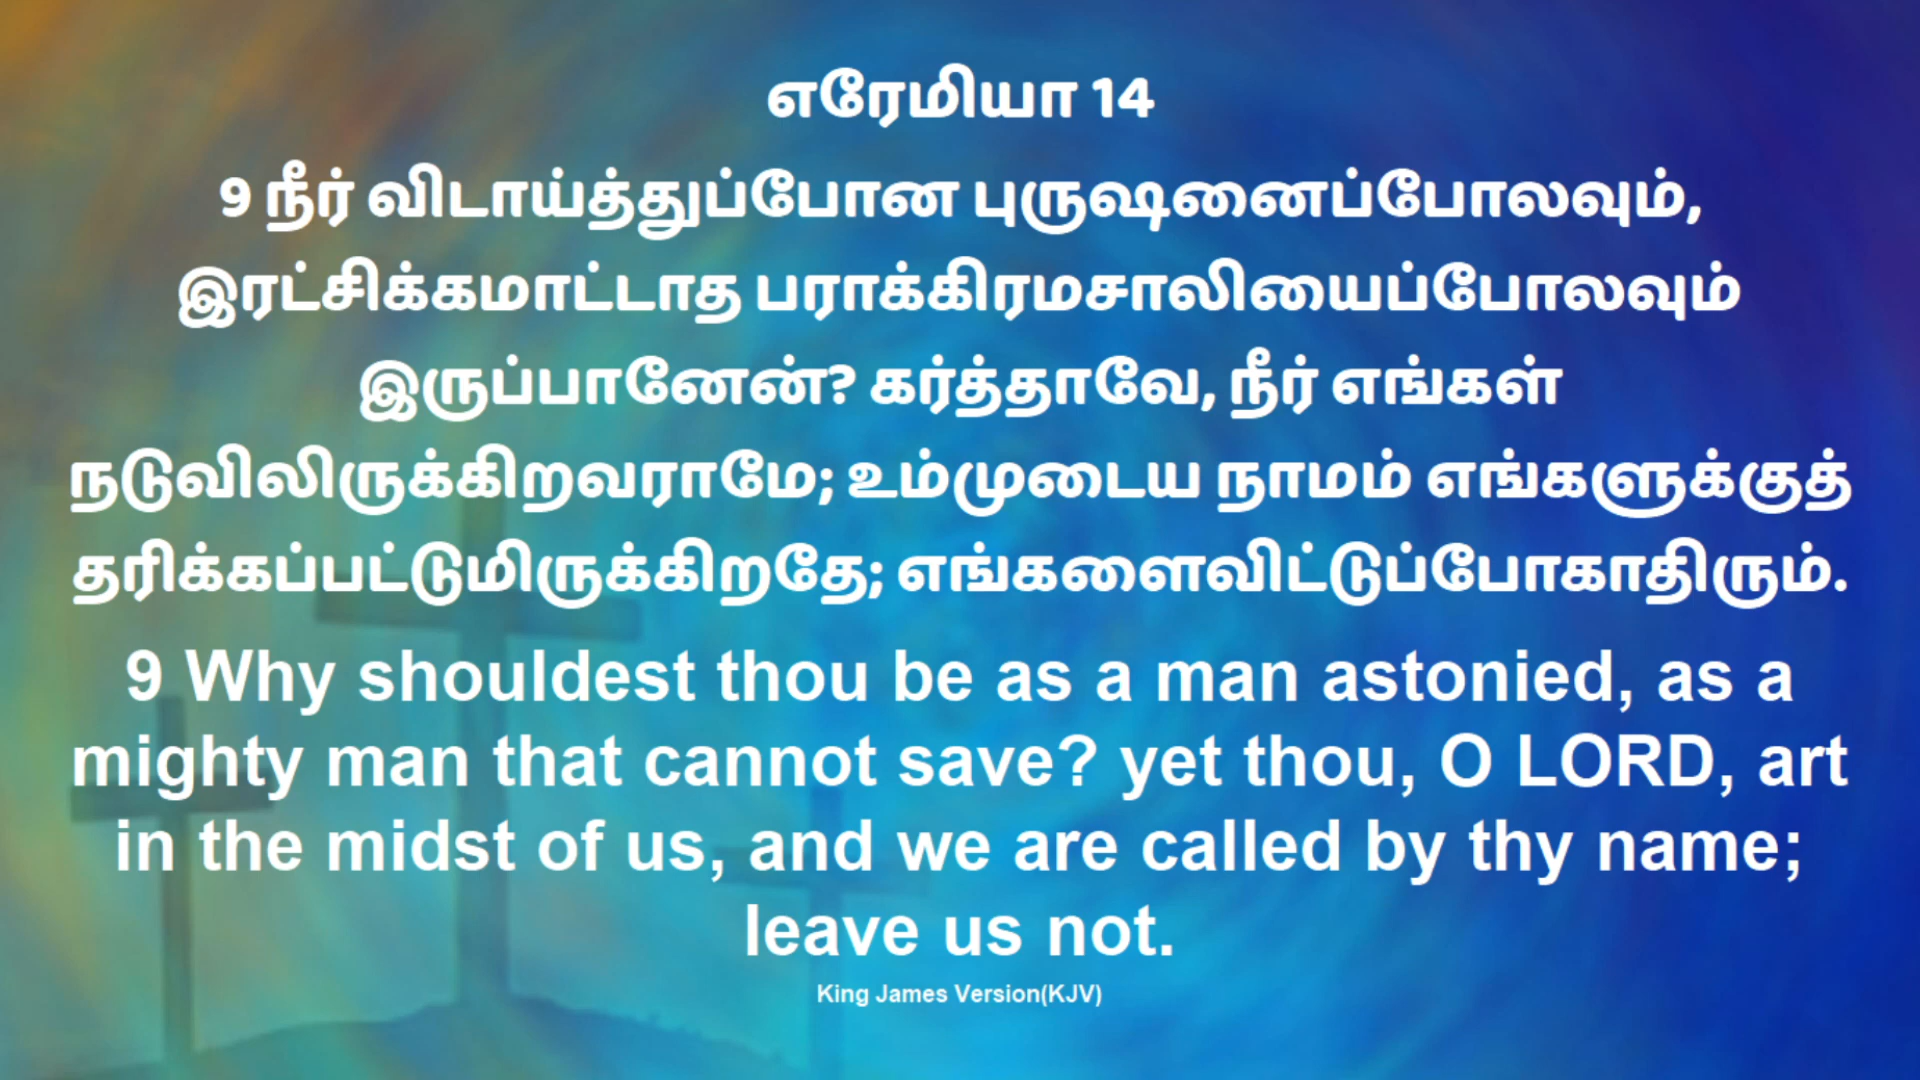 எரேமியா 14
9 நீர் விடாய்த்துப்போன புருஷனைப்போலவும்,
இரட்சிக்கமாட்டாத பராக்கிரமசாலியைப்போலவும்
இருப்பானேன்? கர்த்தாவே, நீர் எங்கள்
நடுவிலிருக்கிறவராமே; உம்முடைய நாமம் எங்களுக்குத்
தரிக்கப்பட்டுமிருக்கிறதே; எங்களைவிட்டுப்போகாதிரும்.
9 Why shouldest thou be as a man astonied, as a
mighty man that cannot save? yet thou, O LORD, art
in the midst of us, and we are called by thy name;
leave us not.
King James Version(KJV)